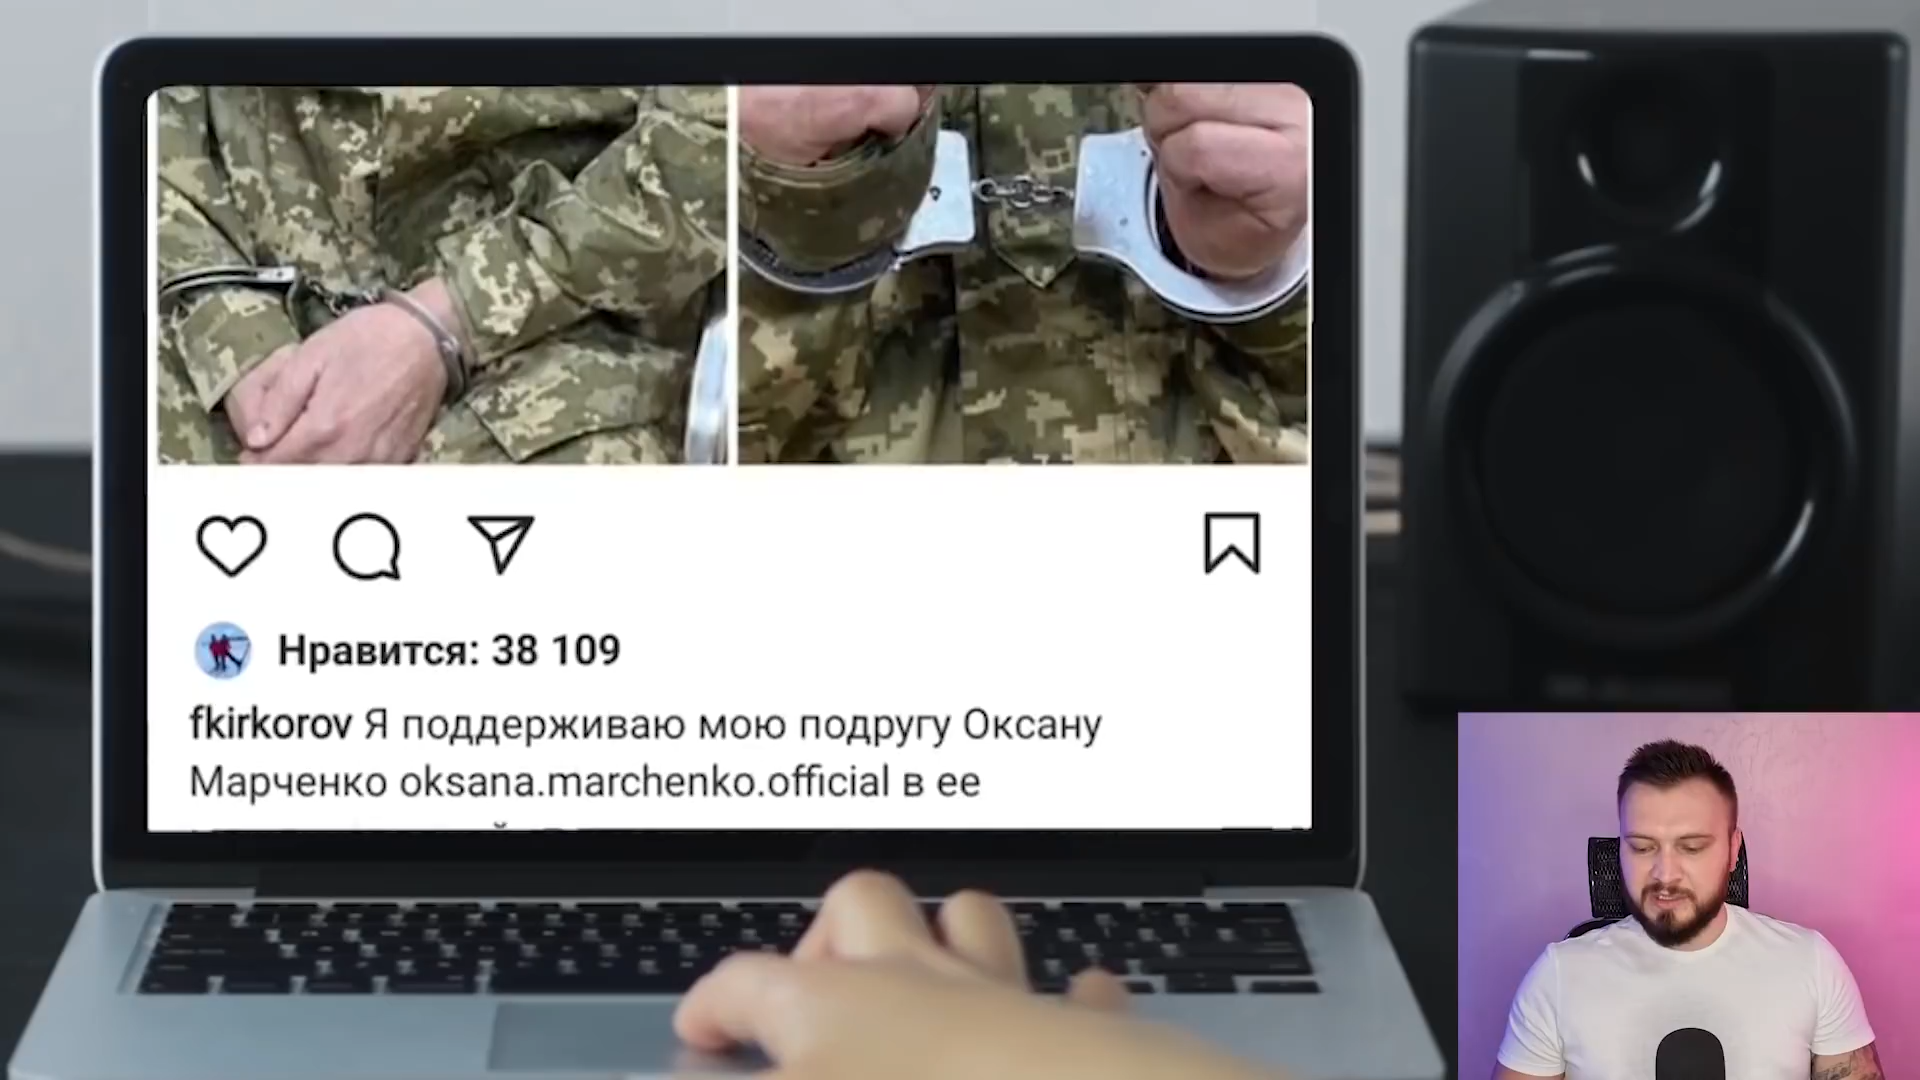 Нравится: 38 109
fkirkorov Я поддерживаю мою подругу Оксану
Марченко oksana.marchenko.official в ее